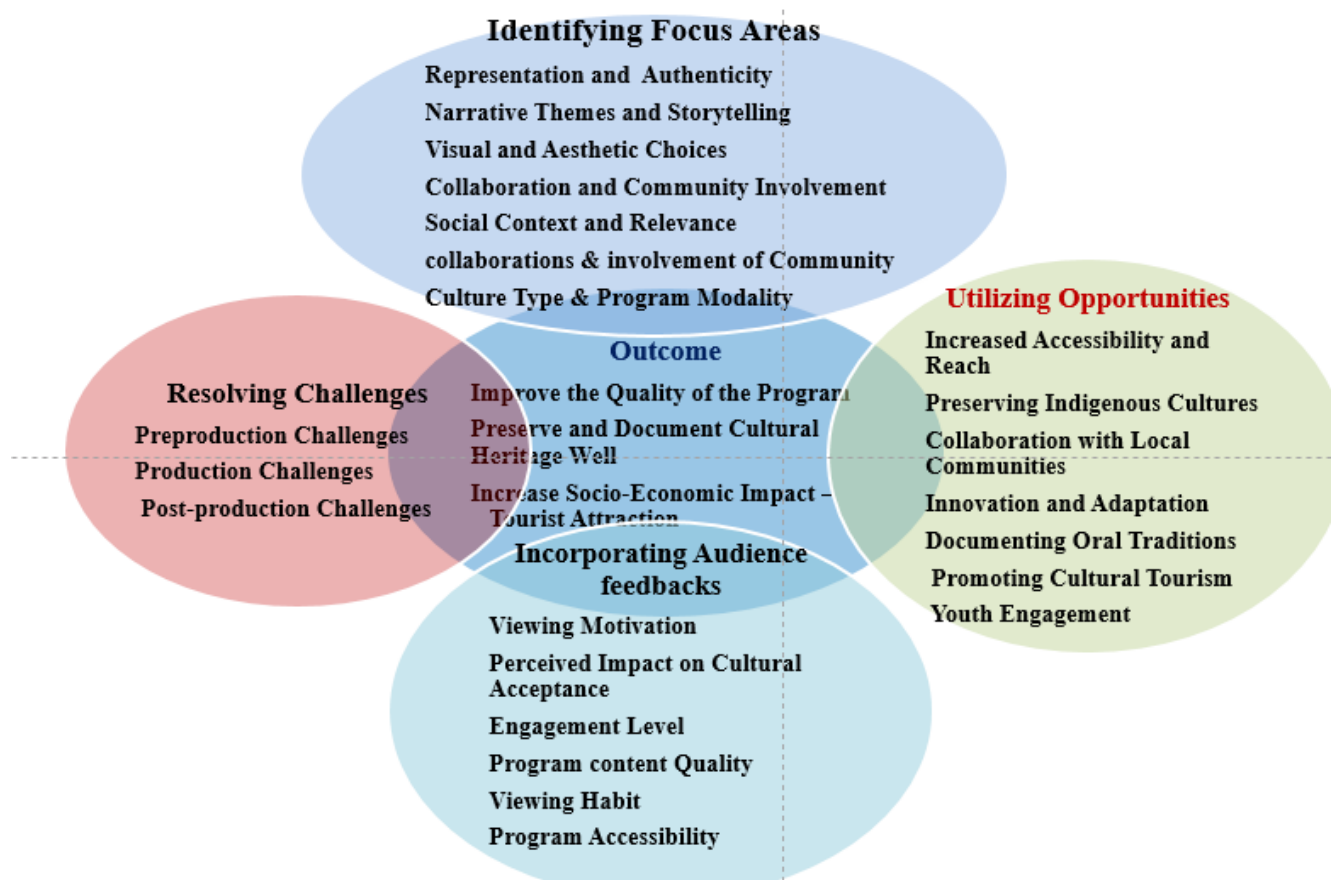 Identifying Focus Areas
Representation and Authenticity
Narrative Themes and Storytelling
Visual and Aesthetic Choices
Collaboration and Community Involvement
Social Context and Relevance
collaborations & involvement of Community
Culture Type & Program Modality
Resolving Challenges
Preproduction Challenges
Production Challenges
Post-production Challenges
Outcome
Improve the Quality of the Program
Preserve and Document Cultural
Heritage Well
Increase Socio-Economic Impact –
Tourist Attraction
Utilizing Opportunities
Increased Accessibility and
Reach
Preserving Indigenous Cultures
Collaboration with Local
Communities
Innovation and Adaptation
Documenting Oral Traditions
Promoting Cultural Tourism
Youth Engagement
Incorporating Audience
feedbacks
Viewing Motivation
Perceived Impact on Cultural
Acceptance
Engagement Level
Program content Quality
Viewing Habit
Program Accessibility